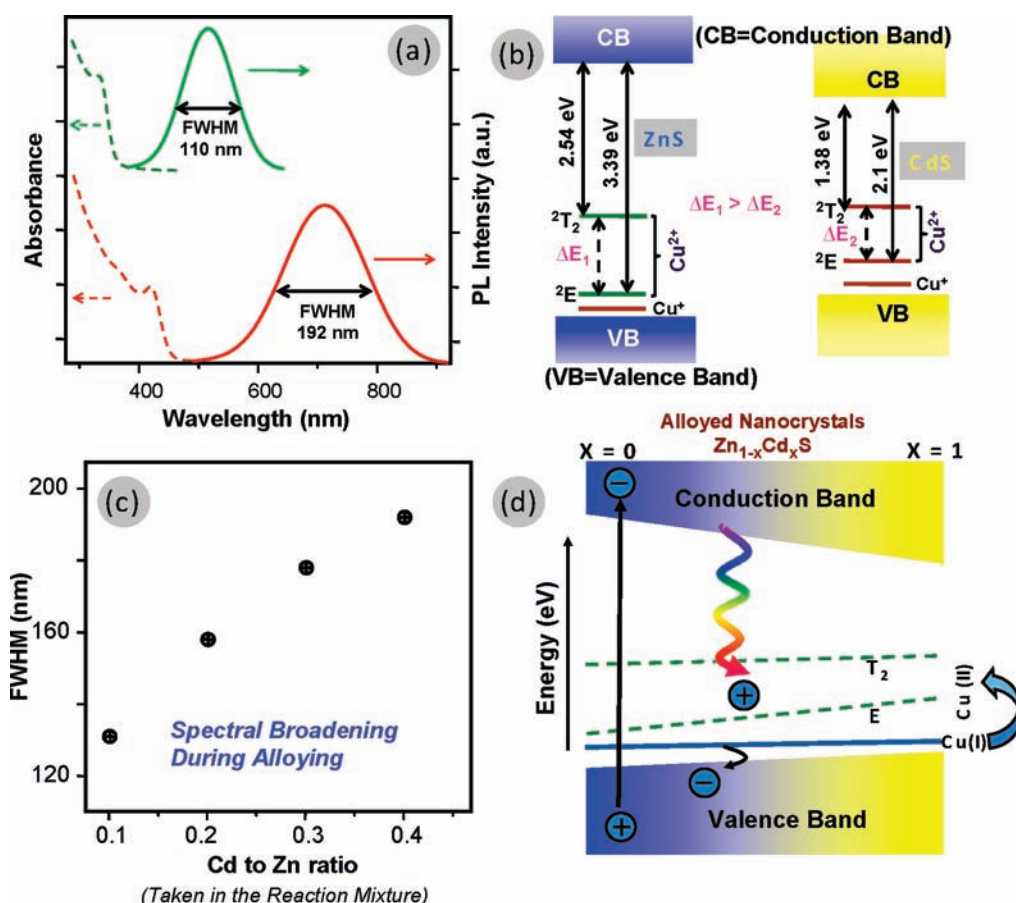 (a)
FWHM
110 nm
FWHM
192 nm
Absorbance
PL Intensity (a.u.)
400
600
800
Wavelength (nm)
(b)
CB
(CB=Conduction Band)
CB
2.54 eV
3.39 eV
ZnS
1.38 eV
2.1 eV
CdS
²T₂
ΔE₁
²E
Cu²⁺
Cu⁺
ΔE₁ > ΔE₂
²T₂
ΔE₂
²E
Cu²⁺
Cu⁺
VB
VB
(VB=Valence Band)
(c)
200
160
120
FWHM (nm)
Spectral Broadening
During Alloying
0.1
0.2
0.3
0.4
Cd to Zn ratio
(Taken in the Reaction Mixture)
Alloyed Nanocrystals
Zn₁₋ₓCdₓS
X = 0
X = 1
(d)
−
Conduction Band
Energy (eV)
T₂
+
E
Cu (II)
Cu(I)
−
+
Valence Band